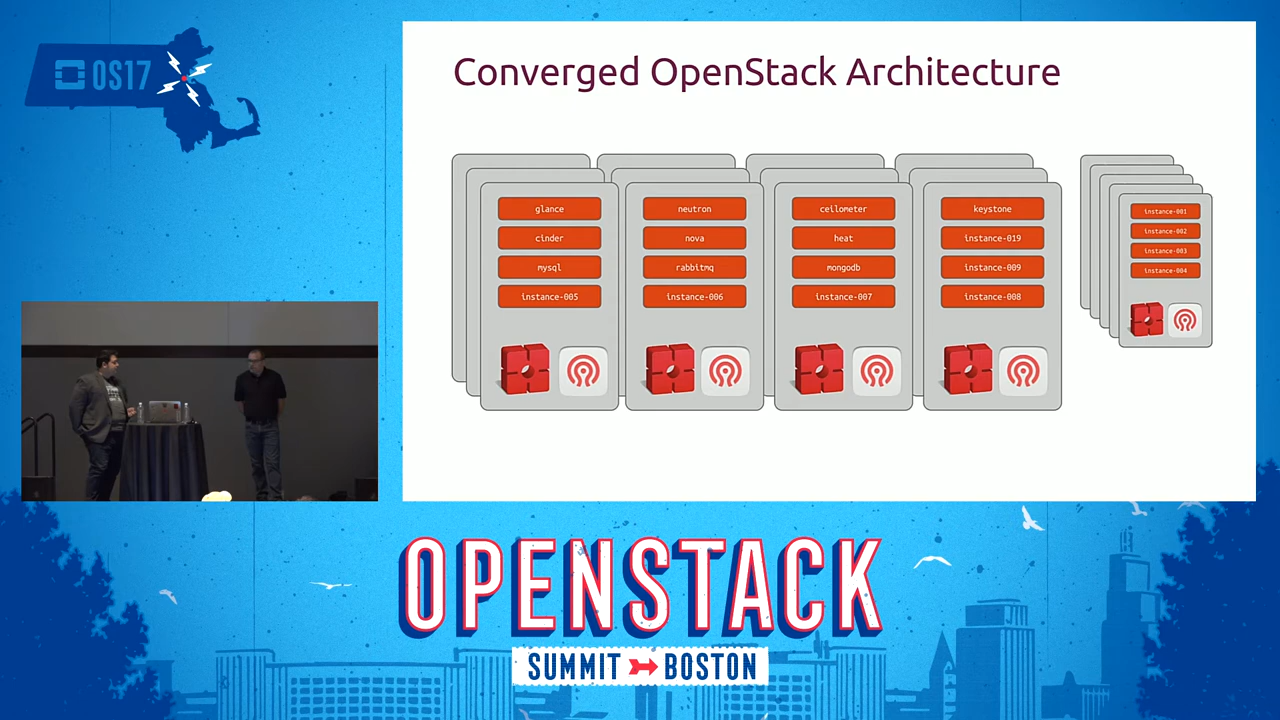 OS17
Converged OpenStack Architecture
glance
cinder
mysql
instance-005
neutron
nova
rabbitmq
instance-006
ceilometer
heat
mongodb
instance-007
keystone
instance-019
instance-009
instance-008
instance-001
instance-002
instance-003
instance-004
OPENSTACK
SUMMIT BOSTON